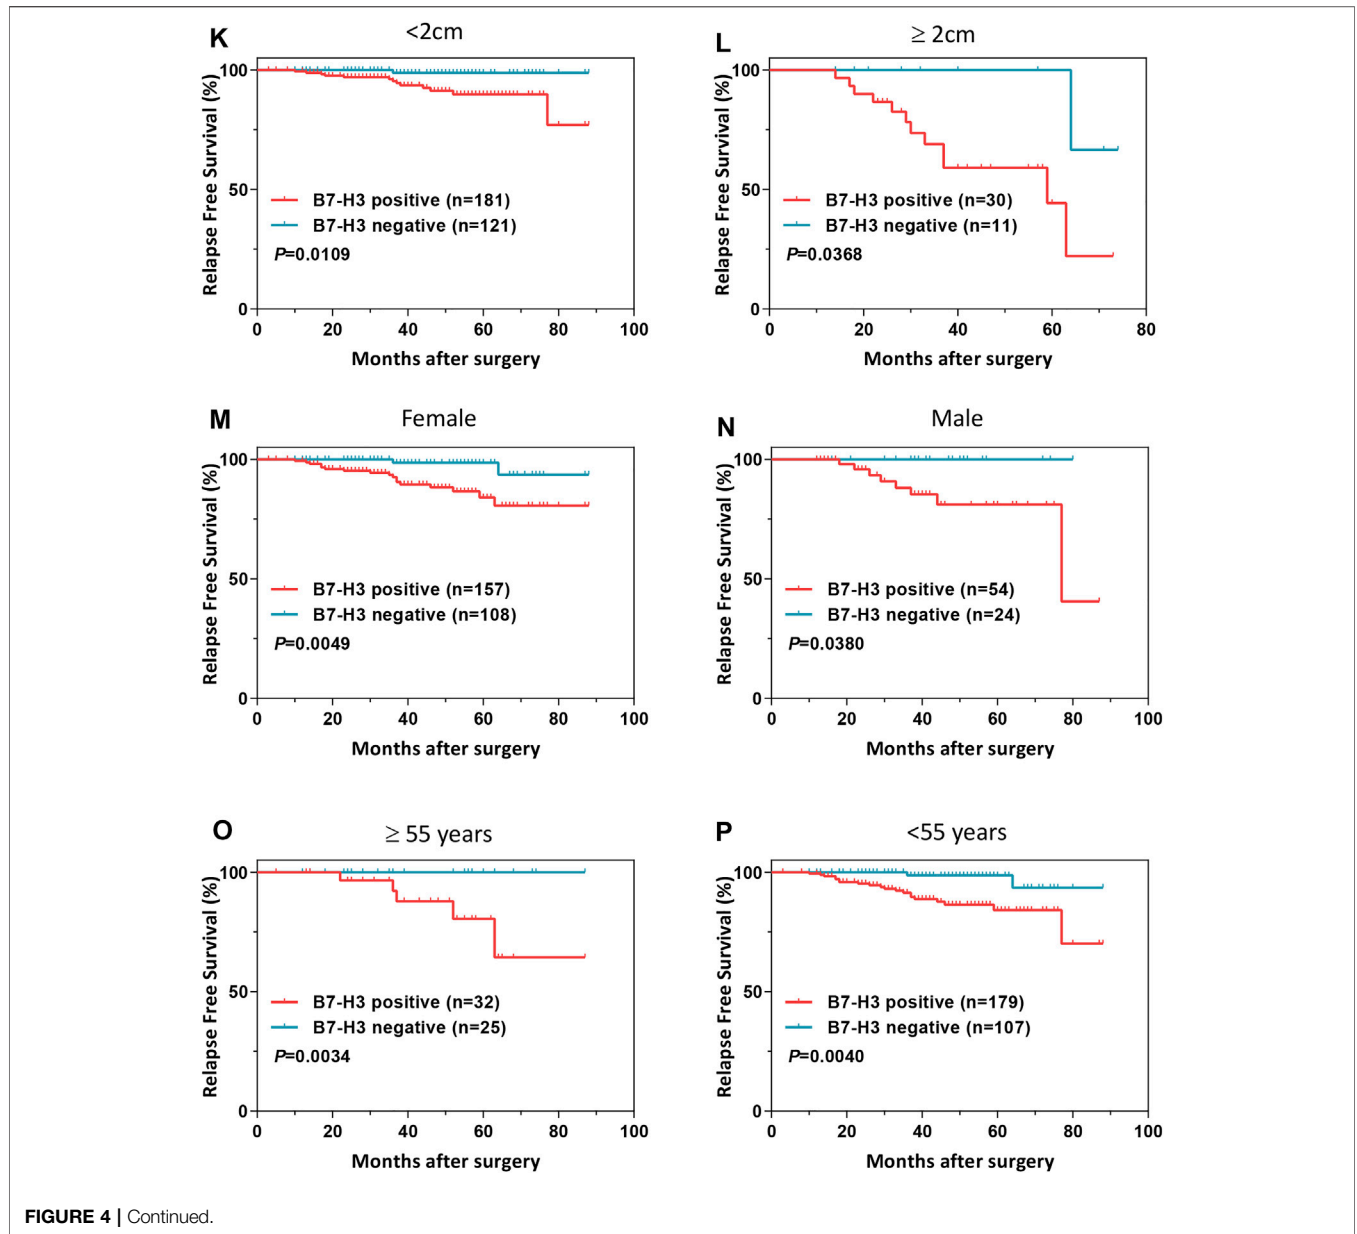 K
<2cm
Relapse Free Survival (%)
100
50
0
B7-H3 positive (n=181)
B7-H3 negative (n=121)
P=0.0109
0 20 40 60 80 100
Months after surgery
L
≥ 2cm
Relapse Free Survival (%)
100
50
0
B7-H3 positive (n=30)
B7-H3 negative (n=11)
P=0.0368
0 20 40 60 80
Months after surgery
M
Female
Relapse Free Survival (%)
100
50
0
B7-H3 positive (n=157)
B7-H3 negative (n=108)
P=0.0049
0 20 40 60 80 100
Months after surgery
N
Male
Relapse Free Survival (%)
100
50
0
B7-H3 positive (n=54)
B7-H3 negative (n=24)
P=0.0380
0 20 40 60 80 100
Months after surgery
O
≥ 55 years
Relapse Free Survival (%)
100
50
0
B7-H3 positive (n=32)
B7-H3 negative (n=25)
P=0.0034
0 20 40 60 80 100
Months after surgery
P
<55 years
Relapse Free Survival (%)
100
50
0
B7-H3 positive (n=179)
B7-H3 negative (n=107)
P=0.0040
0 20 40 60 80 100
Months after surgery
FIGURE 4 | Continued.